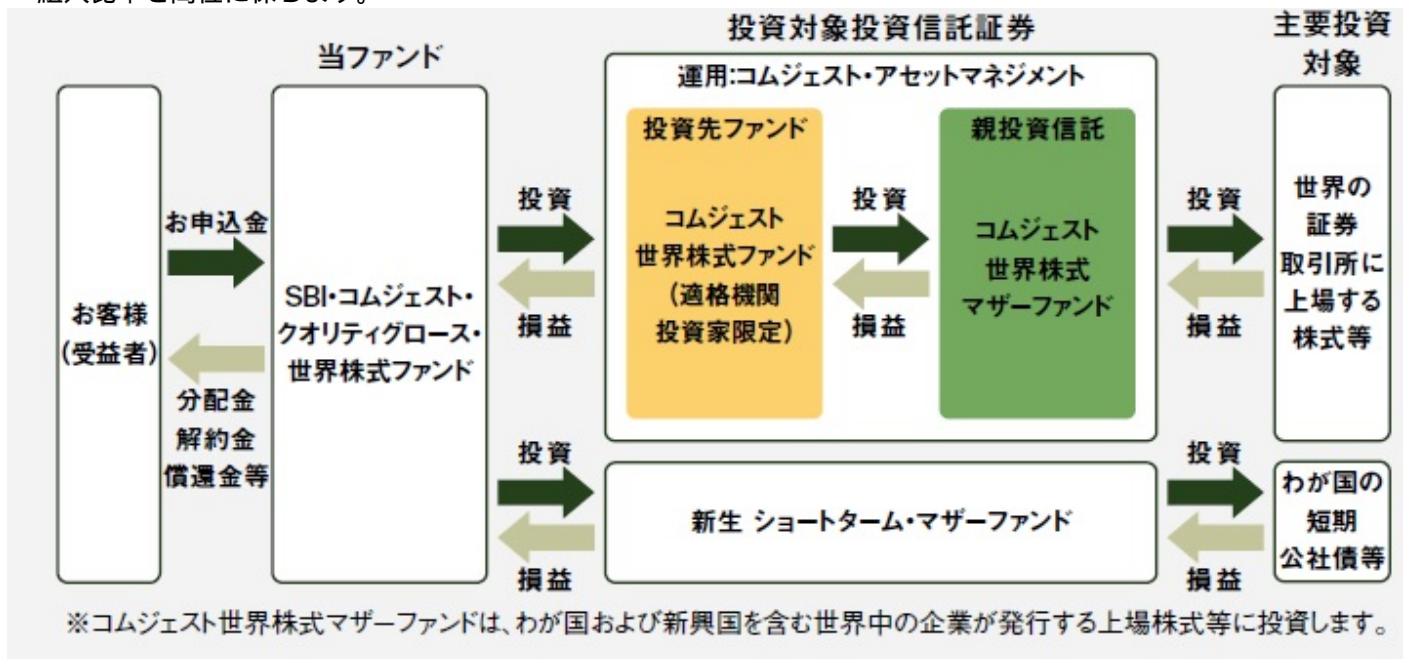 組入比率を高位に保ちます。
投資対象投資信託証券
主要投資
対象
当ファンド
運用:コムジェスト・アセットマネジメント
お客様
(受益者)
お申込金
分配金
解約金
償還金等
SBI・コムジェスト・
クオリティグロース・
世界株式ファンド
投資
損益
投資先ファンド
コムジェスト
世界株式ファンド
(適格機関
投資家限定)
投資
損益
親投資信託
コムジェスト
世界株式
マザーファンド
投資
損益
世界の
証券
取引所に
上場する
株式等
投資
損益
新生 ショートターム・マザーファンド
投資
損益
わが国の
短期
公社債等
※コムジェスト世界株式マザーファンドは、わが国および新興国を含む世界中の企業が発行する上場株式等に投資します。